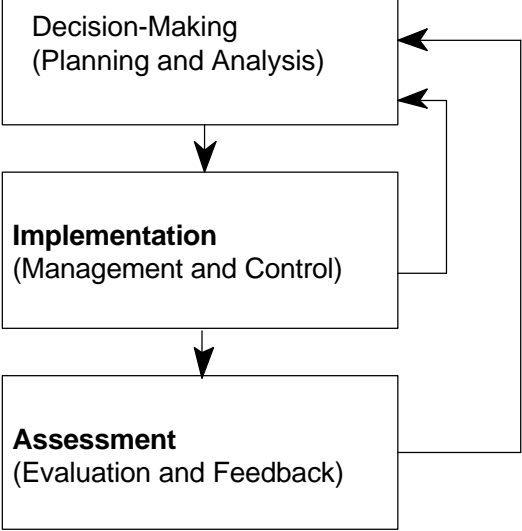 Decision-Making
(Planning and Analysis)
Implementation
(Management and Control)
Assessment
(Evaluation and Feedback)